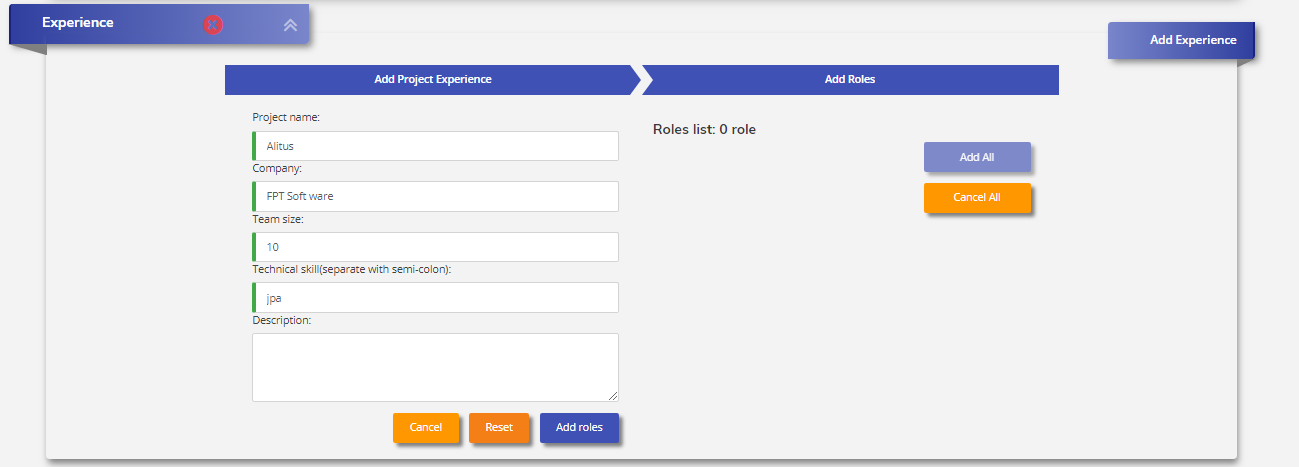 Experience
Add Experience
Add Project Experience
Add Roles
Project name:
Alitus
Company:
FPT Soft ware
Team size:
10
Technical skill(separate with semi-colon):
jpa
Description:
Cancel
Reset
Add roles
Roles list: 0 role
Add All
Cancel All